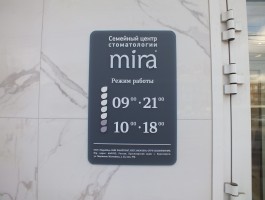 Семейный центр
стоматологии
mira
Режим работы
09 00 - 21 00
10 00 - 18 00